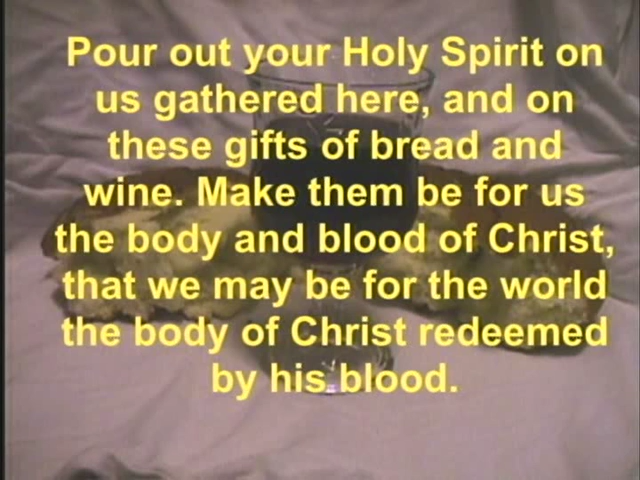 Pour out your Holy Spirit on
us gathered here, and on
these gifts of bread and
wine. Make them be for us
the body and blood of Christ,
that we may be for the world
the body of Christ redeemed
by his blood.